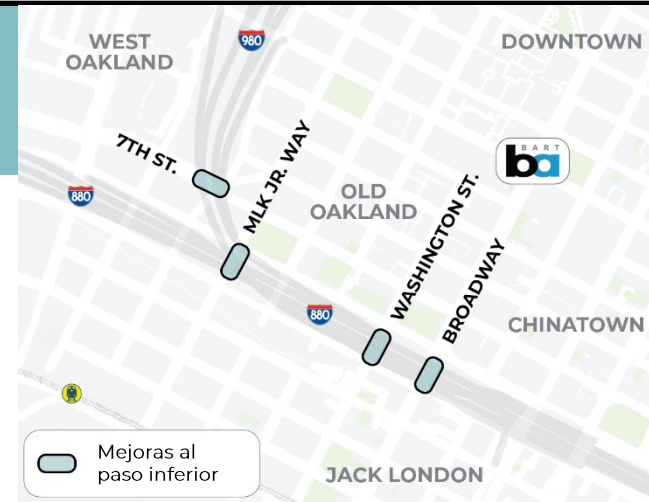 WEST
OAKLAND
980
DOWNTOWN
7TH ST.
MLK JR. WAY
BART
ba
880
OLD
OAKLAND
WASHINGTON ST.
BROADWAY
880
CHINATOWN
Mejoras al
paso inferior
JACK LONDON